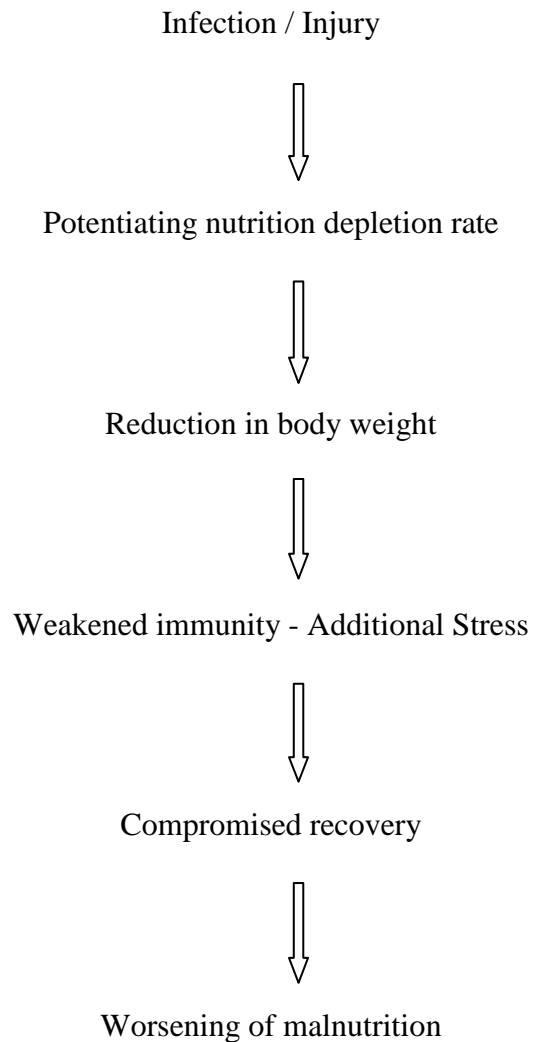 Infection / Injury
Potentiating nutrition depletion rate
Reduction in body weight
Weakened immunity - Additional Stress
Compromised recovery
Worsening of malnutrition